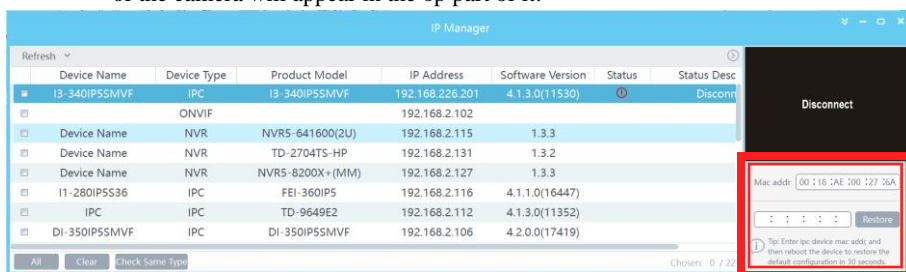 of the camera will appear in the op part of it.
IP Manager
Refresh
Device Name Device Type Product Model IP Address Software Version Status Status Desc
I3-340IP5SMVF IPC I3-340IP5SMVF 192.168.226.201 4.1.3.0(11530) Disconn
ONVIF 192.168.2.102
Device Name NVR NVR5-641600(2U) 192.168.2.115 1.3.3
Device Name NVR TD-2704TS-HP 192.168.2.131 1.3.2
Device Name NVR NVR5-8200X+(MM) 192.168.2.127 1.3.3
I1-280IPS36 IPC FEI-360IP5 192.168.2.116 4.1.1.0(16447)
IPC IPC TD-9649E2 192.168.2.112 4.1.3.0(11352)
DI-350IP5SMVF IPC DI-350IP5SMVF 192.168.2.106 4.2.0.0(17419)
All Clear Check Same Type Chosen: 0 / 22
Disconnect
Mac addr 00 : 18 : AE : 00 : 27 : 6A
: : : : : Restore
Tip: Enter ipc device mac addr, and
then reboot the device to restore the
default configuration in 30 seconds.